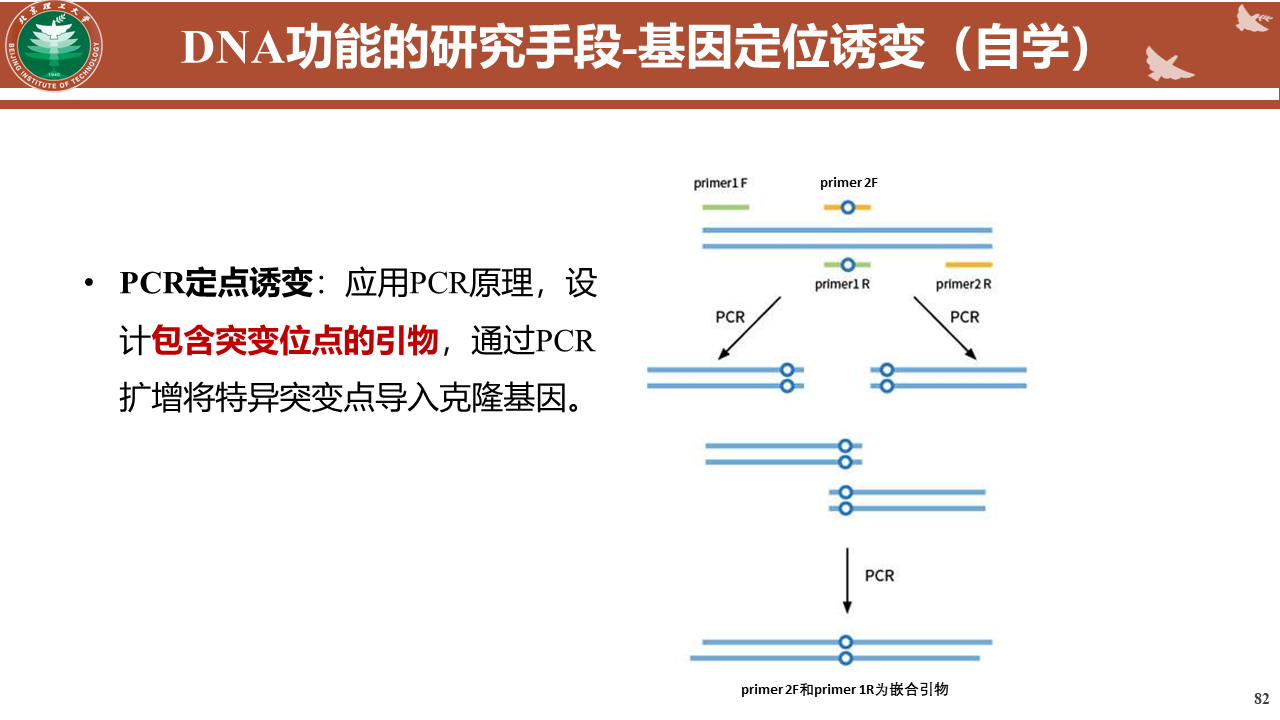 DNA功能的研究手段-基因定位诱变（自学）
北京理工大学
BEIJING INSTITUTE OF TECHNOLOGY
1940
• PCR定点诱变：应用PCR原理，设
计包含突变位点的引物，通过PCR
扩增将特异突变点导入克隆基因。
primer1 F
primer 2F
primer1 R
primer2 R
PCR
PCR
PCR
primer 2F和primer 1R为嵌合引物
82